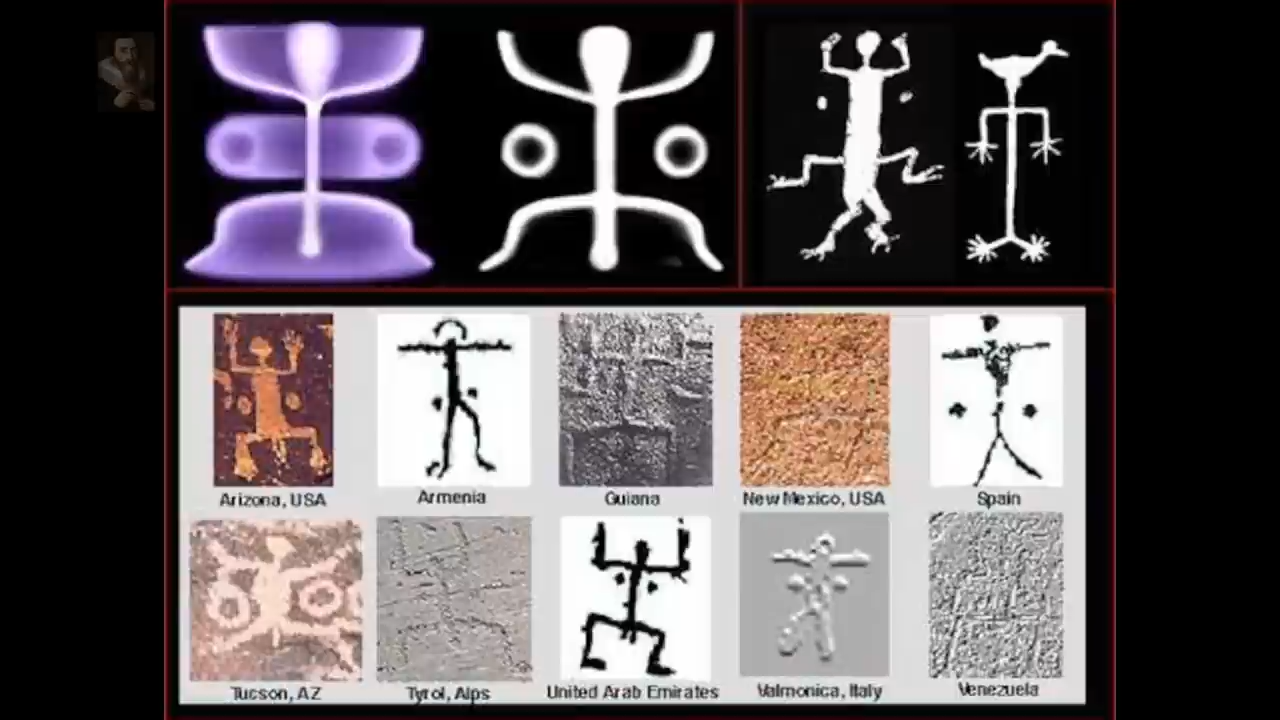 Arizona, USA
Armenia
Guiana
New Mexico, USA
Spain
Tucson, AZ
Tyrol, Alps
United Arab Emirates
Valmonica, Italy
Venezuela